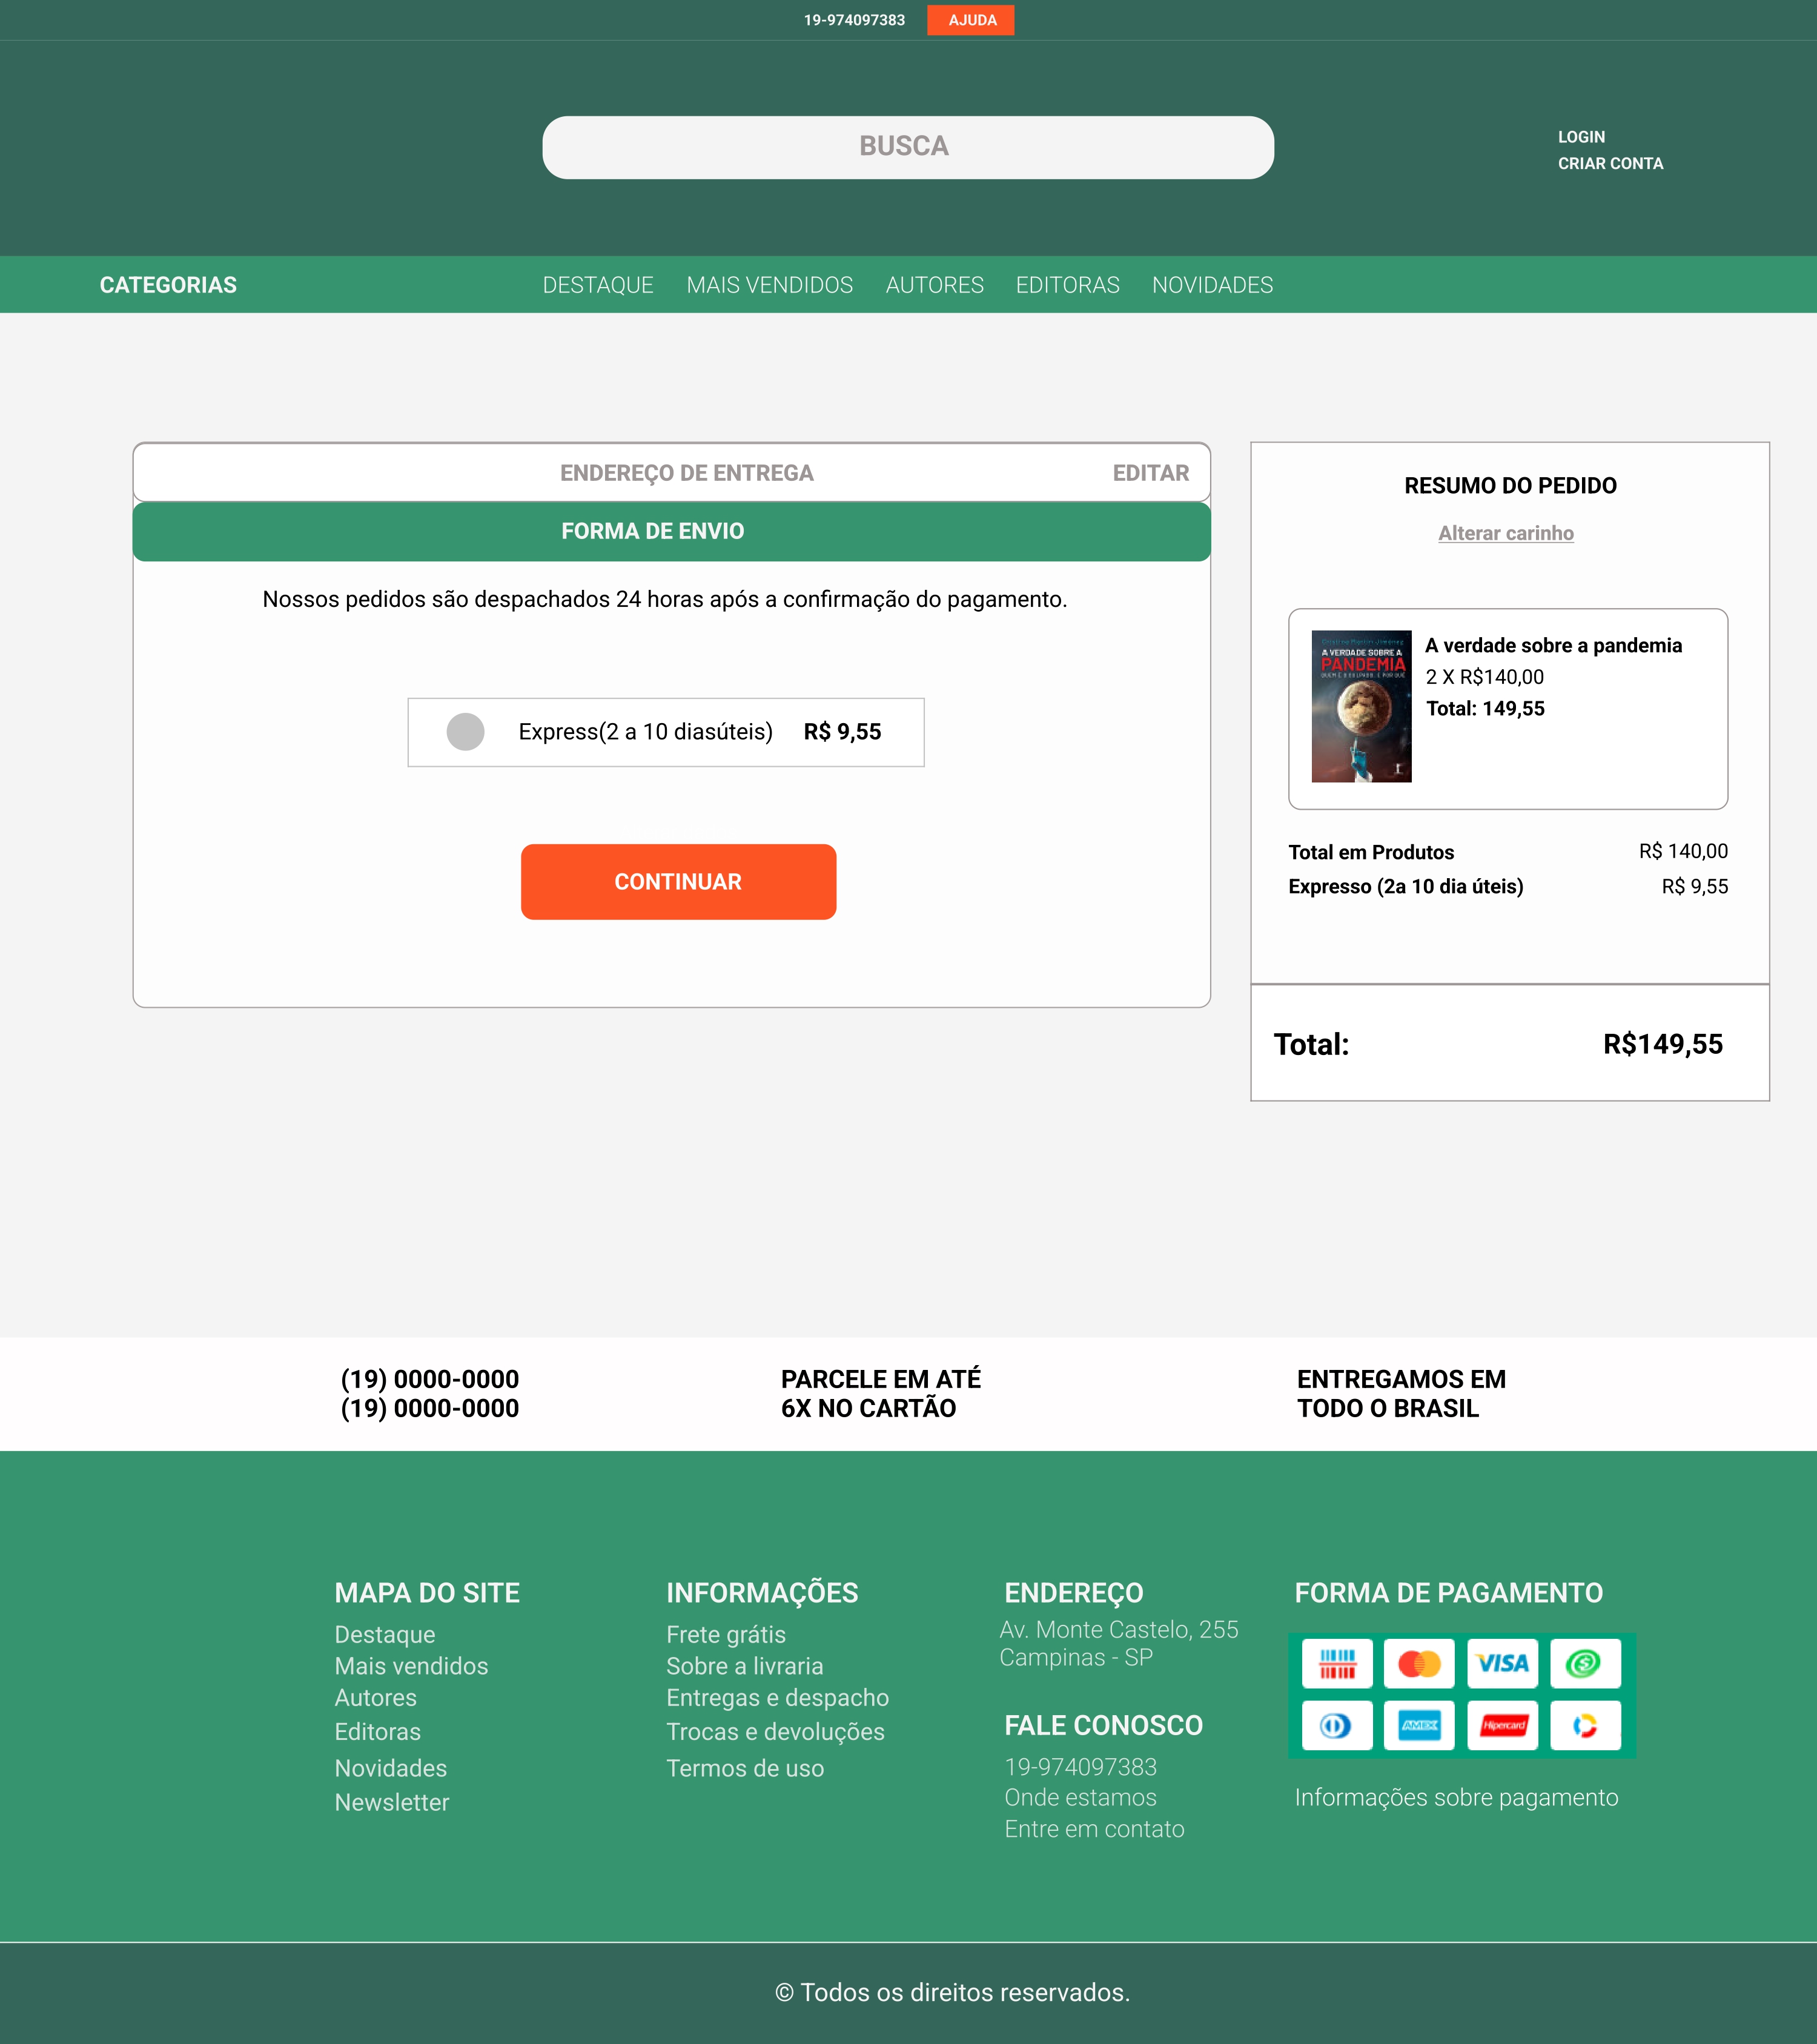 19-974097383 AJUDA
BUSCA
LOGIN
CRIAR CONTA
CATEGORIAS DESTAQUE MAIS VENDIDOS AUTORES EDITORAS NOVIDADES
ENDEREÇO DE ENTREGA EDITAR
FORMA DE ENVIO
Nossos pedidos são despachados 24 horas após a confirmação do pagamento.
Express(2 a 10 diasúteis) R$ 9,55
CONTINUAR
RESUMO DO PEDIDO
Alterar carinho
A VERDADE SOBRE A
PANDEMIA
A verdade sobre a pandemia
2 X R$140,00
Total: 149,55
Total em Produtos R$ 140,00
Expresso (2a 10 dia úteis) R$ 9,55
Total: R$149,55
(19) 0000-0000
(19) 0000-0000
PARCELE EM ATÉ
6X NO CARTÃO
ENTREGAMOS EM
TODO O BRASIL
MAPA DO SITE
Destaque
Mais vendidos
Autores
Editoras
Novidades
Newsletter
INFORMAÇÕES
Frete grátis
Sobre a livraria
Entregas e despacho
Trocas e devoluções
Termos de uso
ENDEREÇO
Av. Monte Castelo, 255
Campinas - SP
FALE CONOSCO
19-974097383
Onde estamos
Entre em contato
FORMA DE PAGAMENTO
VISA
AMEX
Hipercard
Informações sobre pagamento
© Todos os direitos reservados.